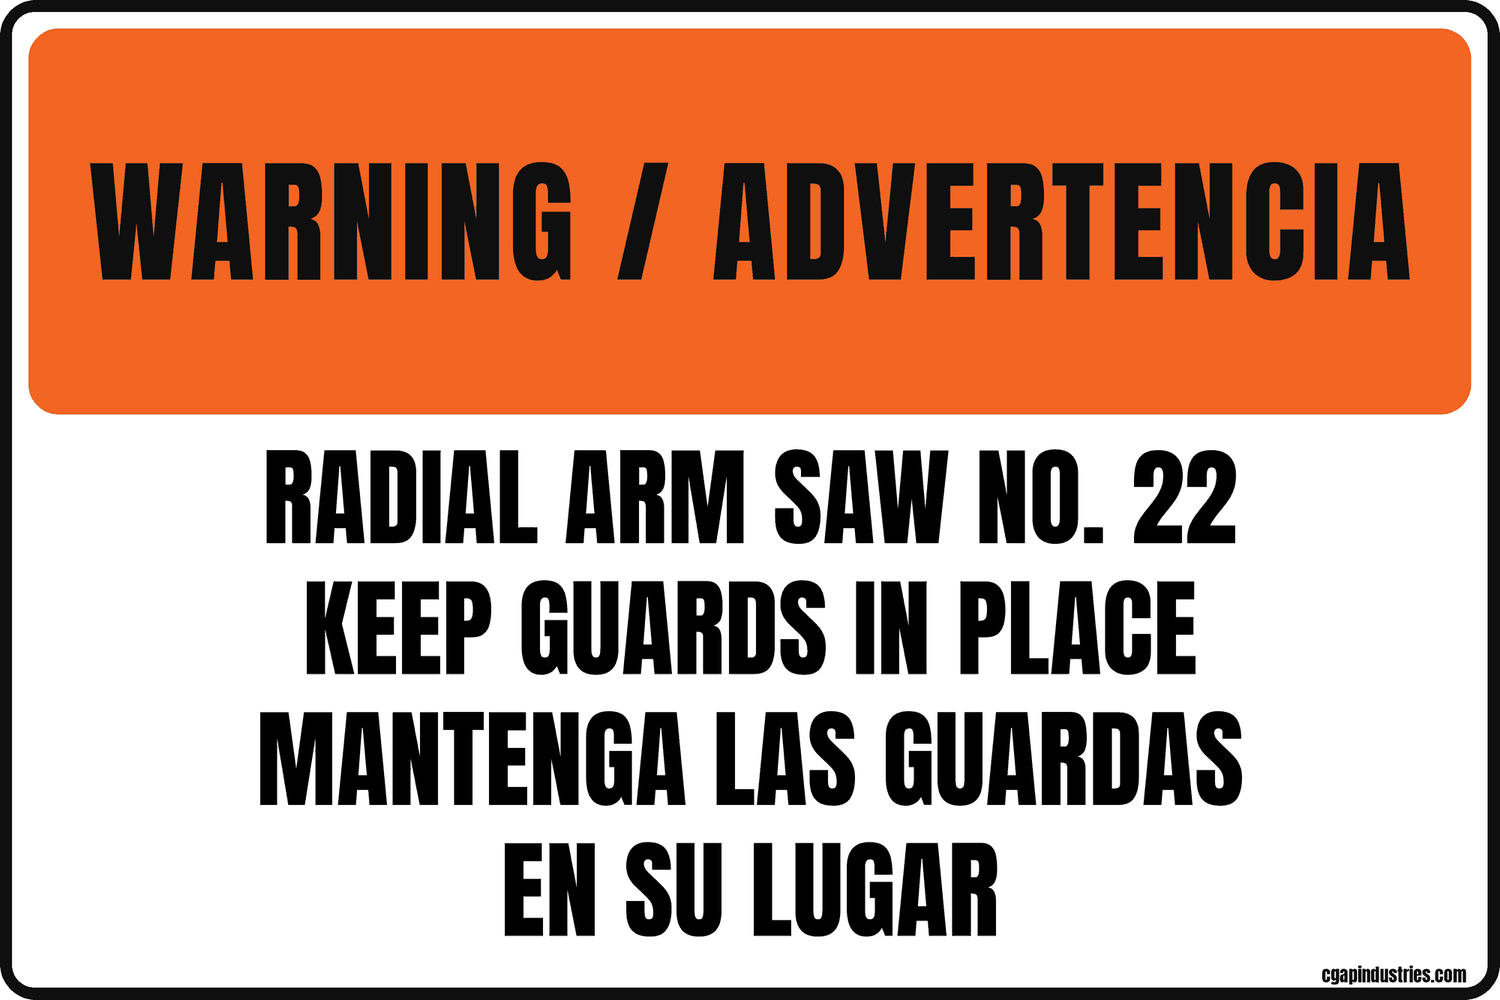 WARNING / ADVERTENCIA
RADIAL ARM SAW NO. 22
KEEP GUARDS IN PLACE
MANTENGA LAS GUARDAS
EN SU LUGAR
cgapindustries.com